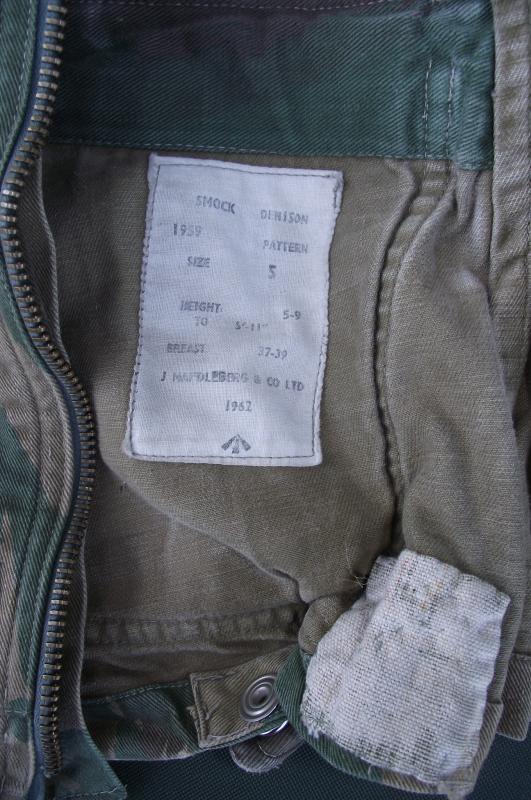 SMOCK DENISON
1959 PATTERN
SIZE 5
HEIGHT 5-9
TO 5'-11"
BREAST 37-39
J MANDLEBERG & CO LTD
1962